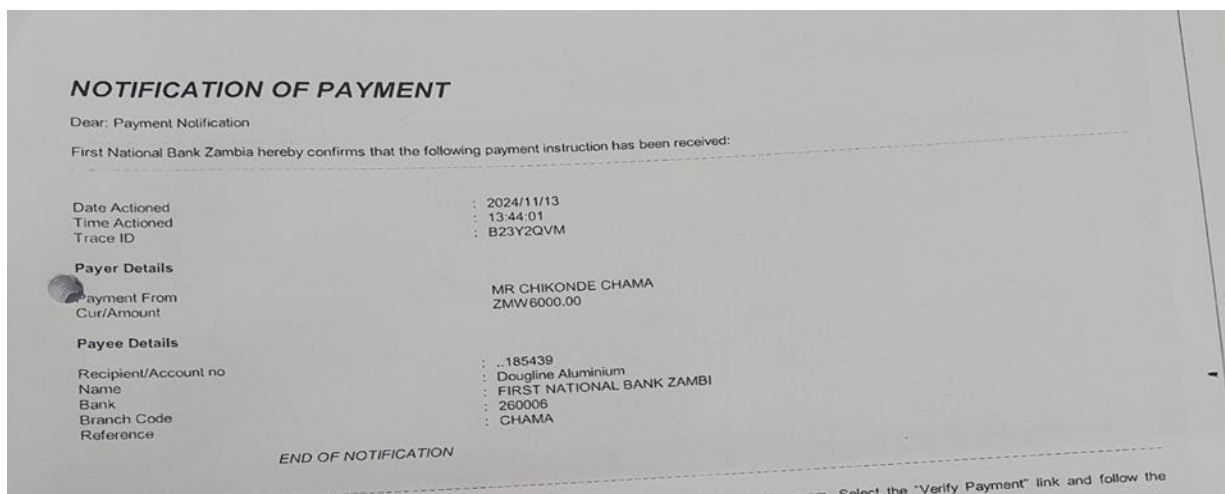 NOTIFICATION OF PAYMENT
Dear: Payment Notification
First National Bank Zambia hereby confirms that the following payment instruction has been received:
Date Actioned : 2024/11/13
Time Actioned : 13:44:01
Trace ID : B23Y2QVM
Payer Details
Payment From MR CHIKONDE CHAMA
Cur/Amount ZMW6000.00
Payee Details
Recipient/Account no : ..185439
Name : Dougline Aluminium
Bank : FIRST NATIONAL BANK ZAMBI
Branch Code : 260006
Reference : CHAMA
END OF NOTIFICATION
Select the "Verify Payment" link and follow the